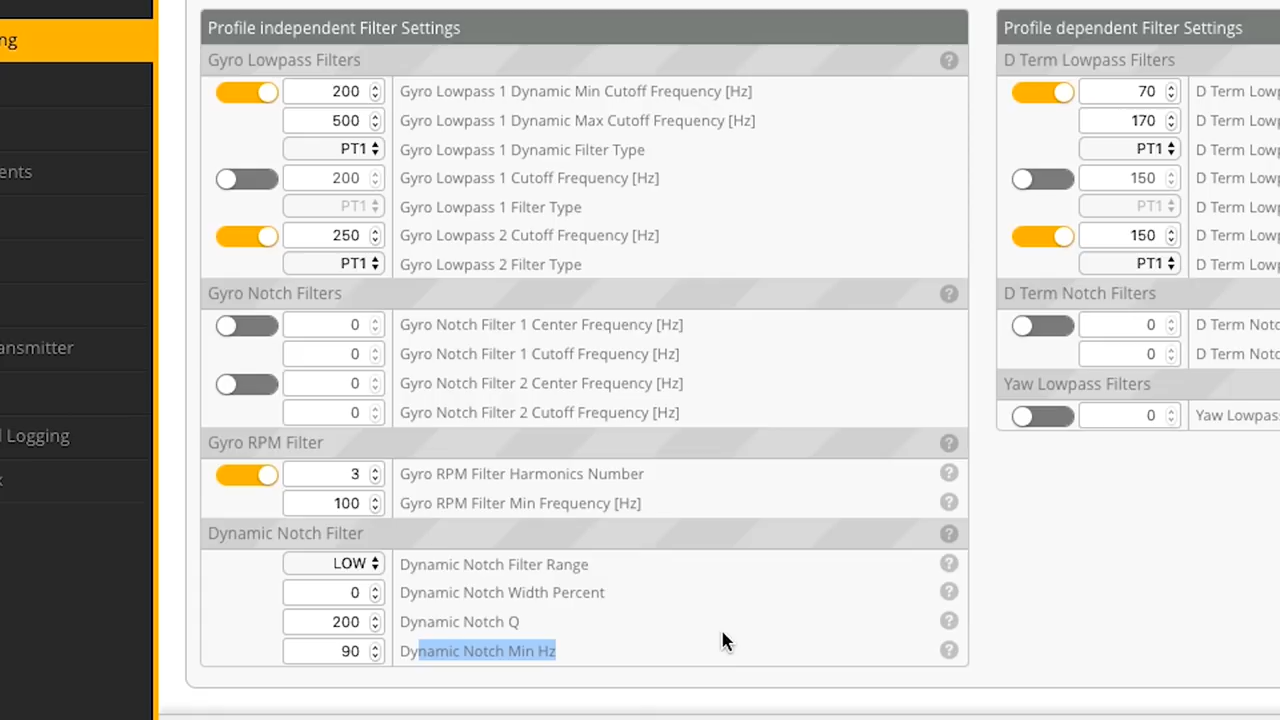 ng
ents
ansmitter
Logging
Profile independent Filter Settings
Gyro Lowpass Filters ?
200 Gyro Lowpass 1 Dynamic Min Cutoff Frequency [Hz]
500 Gyro Lowpass 1 Dynamic Max Cutoff Frequency [Hz]
PT1 Gyro Lowpass 1 Dynamic Filter Type
200 Gyro Lowpass 1 Cutoff Frequency [Hz]
PT1 Gyro Lowpass 1 Filter Type
250 Gyro Lowpass 2 Cutoff Frequency [Hz]
PT1 Gyro Lowpass 2 Filter Type
Gyro Notch Filters ?
0 Gyro Notch Filter 1 Center Frequency [Hz]
0 Gyro Notch Filter 1 Cutoff Frequency [Hz]
0 Gyro Notch Filter 2 Center Frequency [Hz]
0 Gyro Notch Filter 2 Cutoff Frequency [Hz]
Gyro RPM Filter ?
3 Gyro RPM Filter Harmonics Number ?
100 Gyro RPM Filter Min Frequency [Hz] ?
Dynamic Notch Filter ?
LOW Dynamic Notch Filter Range ?
0 Dynamic Notch Width Percent ?
200 Dynamic Notch Q ?
90 Dynamic Notch Min Hz ?
Profile dependent Filter Settings
D Term Lowpass Filters
70 D Term Lowp
170 D Term Lowp
PT1 D Term Lowp
150 D Term Lowp
PT1 D Term Lowp
150 D Term Lowp
PT1 D Term Lowp
D Term Notch Filters
0 D Term Notc
0 D Term Notc
Yaw Lowpass Filters
0 Yaw Lowpass